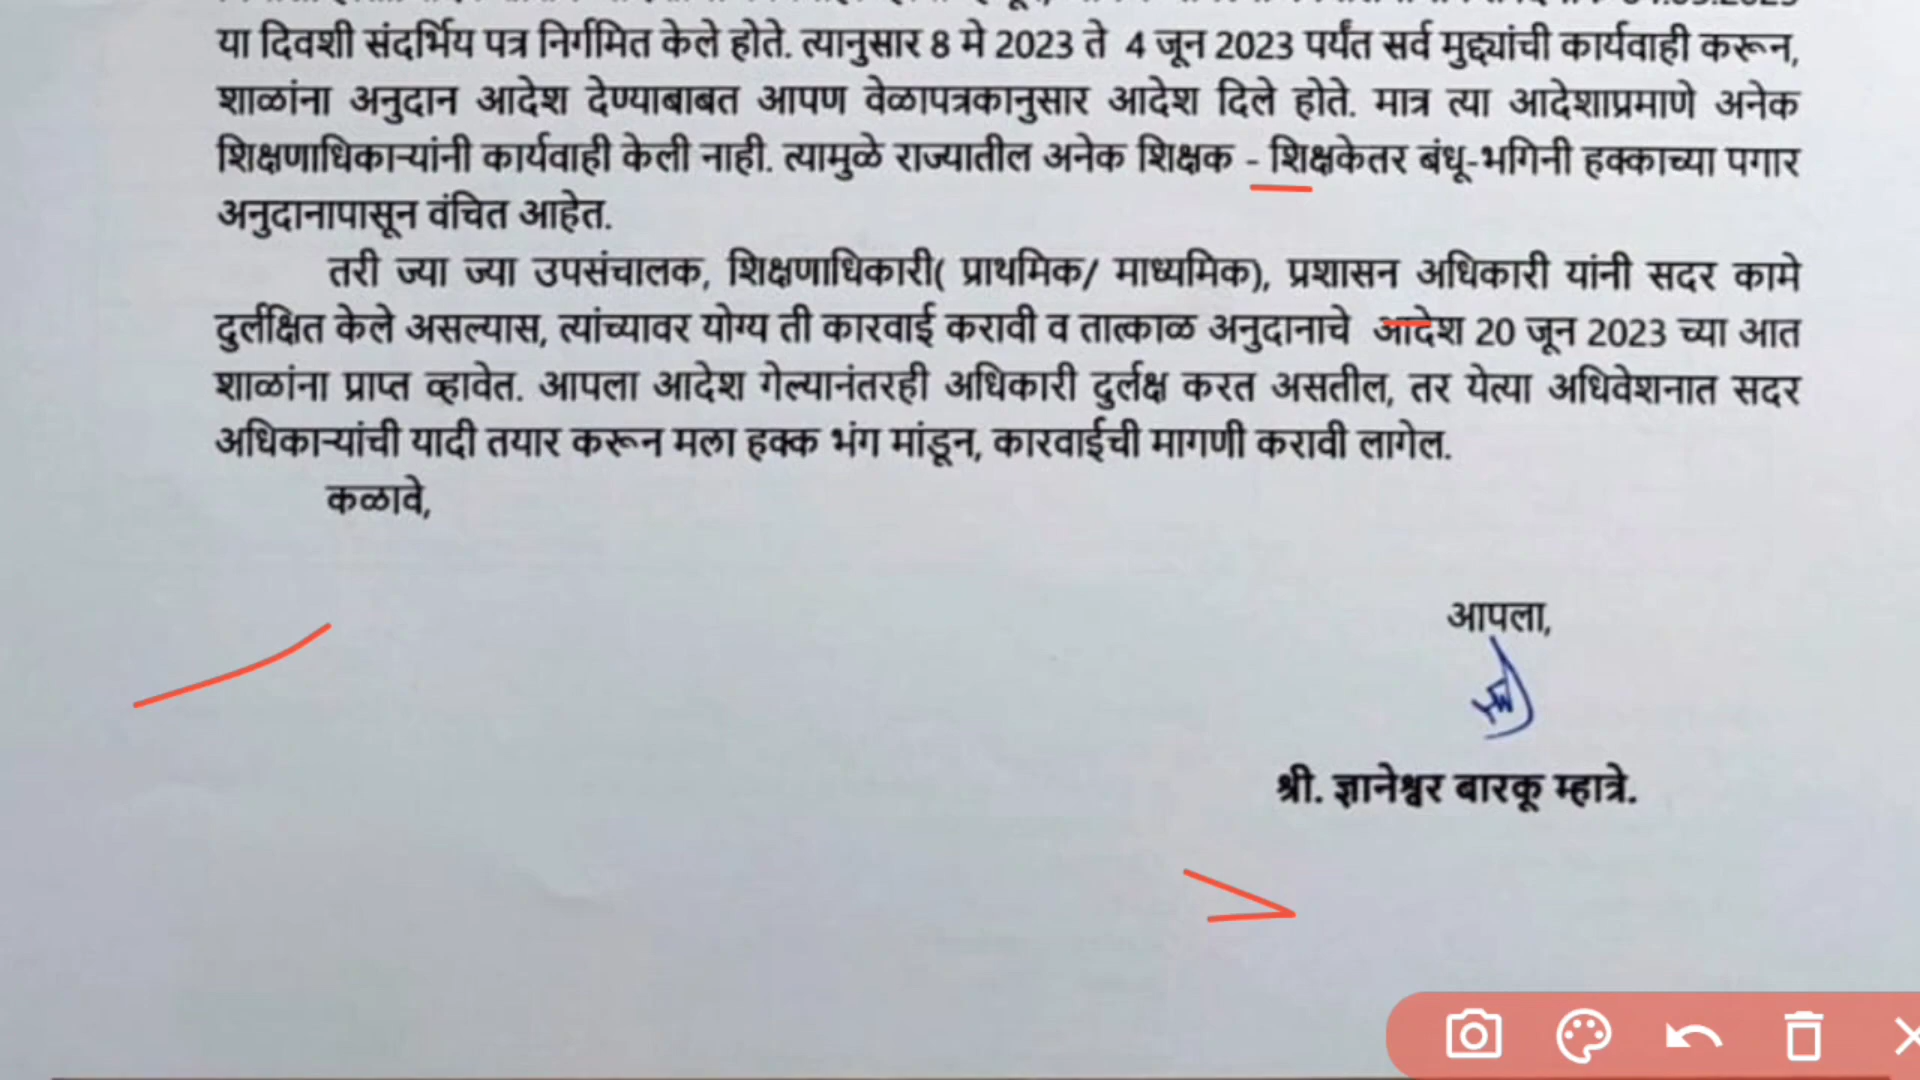 या दिवशी संदर्भिय पत्र निर्गमित केले होते. त्यानुसार 8 मे 2023 ते 4 जून 2023 पर्यंत सर्व मुद्द्यांची कार्यवाही करून,
शाळांना अनुदान आदेश देण्याबाबत आपण वेळापत्रकानुसार आदेश दिले होते. मात्र त्या आदेशाप्रमाणे अनेक
शिक्षणाधिकाऱ्यांनी कार्यवाही केली नाही. त्यामुळे राज्यातील अनेक शिक्षक - शिक्षकेतर बंधू-भगिनी हक्काच्या पगार
अनुदानापासून वंचित आहेत.
तरी ज्या ज्या उपसंचालक, शिक्षणाधिकारी( प्राथमिक/ माध्यमिक), प्रशासन अधिकारी यांनी सदर कामे
दुर्लक्षित केले असल्यास, त्यांच्यावर योग्य ती कारवाई करावी व तात्काळ अनुदानाचे आदेश 20 जून 2023 च्या आत
शाळांना प्राप्त व्हावेत. आपला आदेश गेल्यानंतरही अधिकारी दुर्लक्ष करत असतील, तर येत्या अधिवेशनात सदर
अधिकाऱ्यांची यादी तयार करून मला हक्क भंग मांडून, कारवाईची मागणी करावी लागेल.
कळावे,
आपला,
श्री. ज्ञानेश्वर बारकू म्हात्रे.